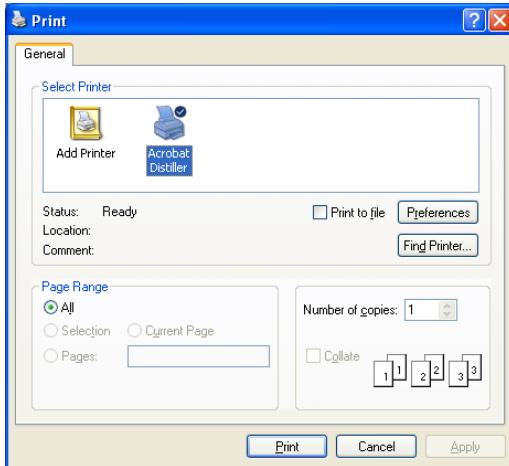 Print
General
Select Printer
Add Printer
Acrobat
Distiller
Status: Ready
Print to file
Preferences
Location:
Comment:
Find Printer...
Page Range
All
Selection
Current Page
Pages:
Number of copies: 1
Collate
1 1 2 2 3 3
Print
Cancel
Apply